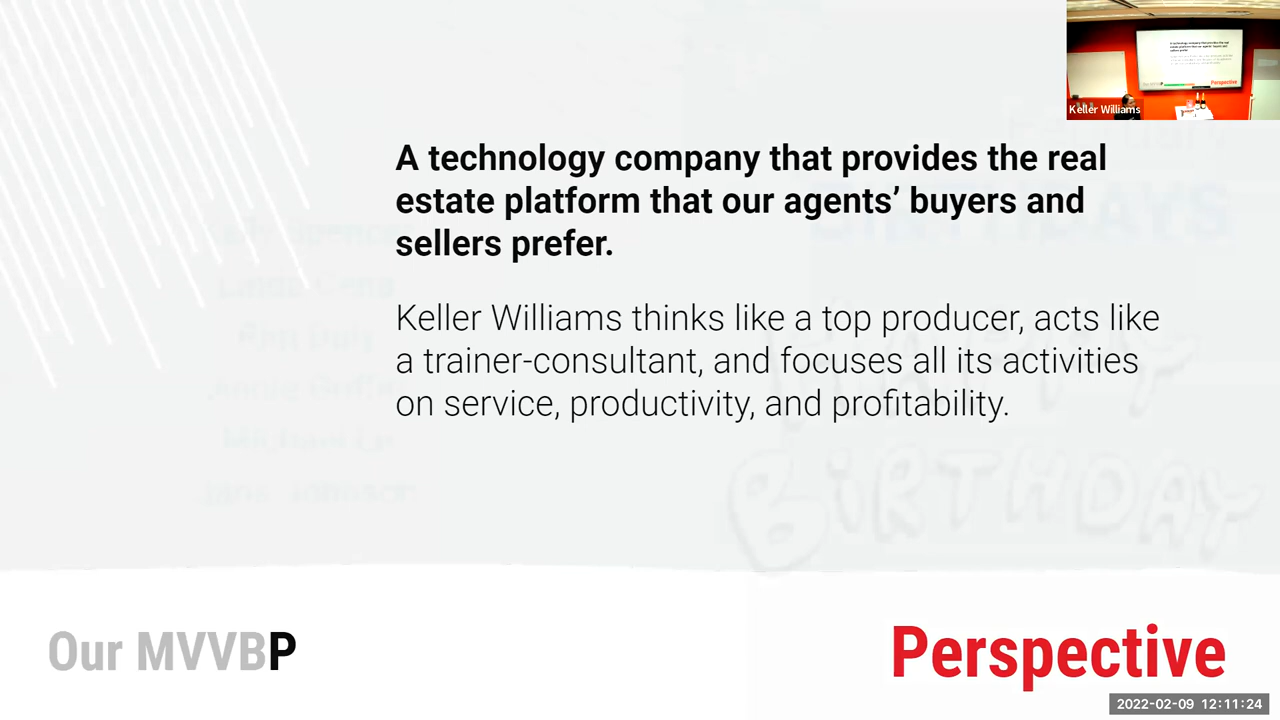 Keller Williams
A technology company that provides the real
estate platform that our agents’ buyers and
sellers prefer.
Keller Williams thinks like a top producer, acts like
a trainer-consultant, and focuses all its activities
on service, productivity, and profitability.
BIRTHDAY
Our MVVBP
Perspective
2022-02-09 12:11:24